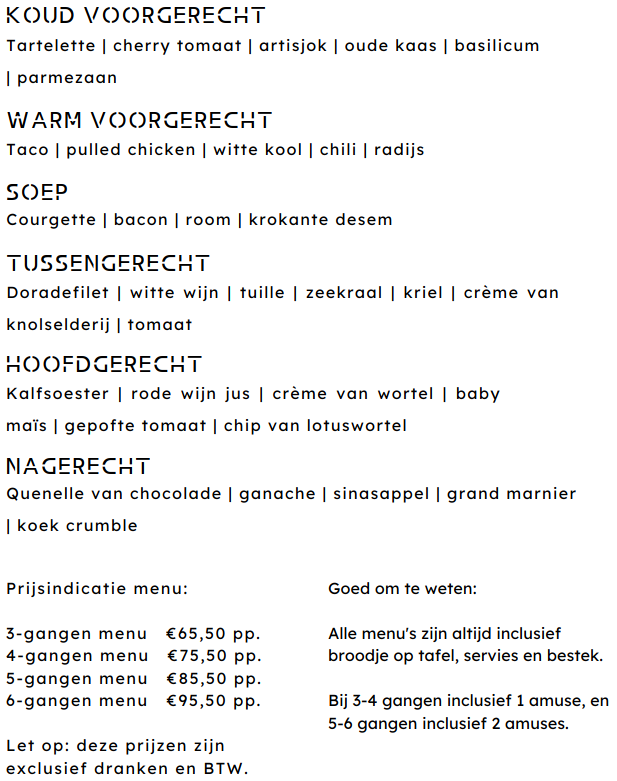 KOUD VOORGERECHT
Tartelette | cherry tomaat | artisjok | oude kaas | basilicum
| parmezaan
WARM VOORGERECHT
Taco | pulled chicken | witte kool | chili | radijs
SOEP
Courgette | bacon | room | krokante desem
TUSSENGERECHT
Doradefilet | witte wijn | tuille | zeekraal | kriel | crème van
knolselderij | tomaat
HOOFDGERECHT
Kalfsoester | rode wijn jus | crème van wortel | baby
maïs | gepofte tomaat | chip van lotuswortel
NAGERECHT
Quenelle van chocolade | ganache | sinasappel | grand marnier
| koek crumble
Prijsindicatie menu:
3-gangen menu €65,50 pp.
4-gangen menu €75,50 pp.
5-gangen menu €85,50 pp.
6-gangen menu €95,50 pp.
Let op: deze prijzen zijn
exclusief dranken en BTW.
Goed om te weten:
Alle menu's zijn altijd inclusief
broodje op tafel, servies en bestek.
Bij 3-4 gangen inclusief 1 amuse, en
5-6 gangen inclusief 2 amuses.